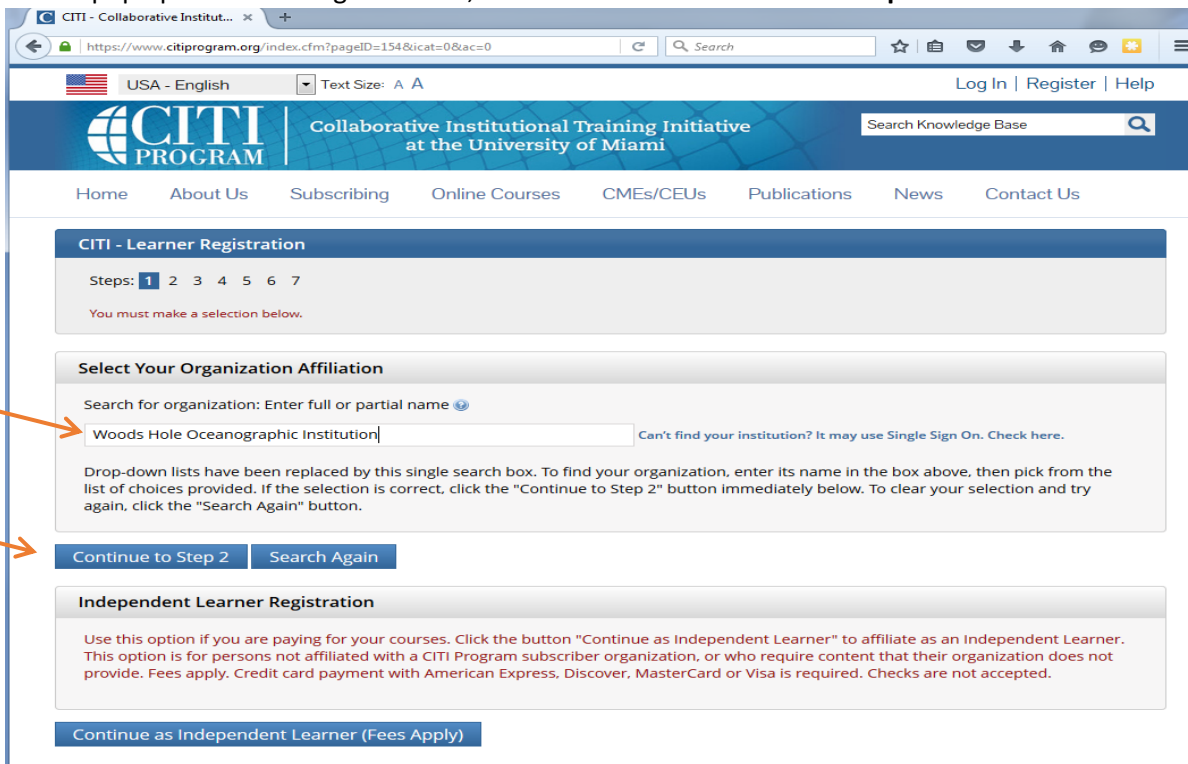 CITI - Collaborative Institut... × +
https://www.citiprogram.org/index.cfm?pageID=154&icat=0&ac=0 Search
USA - English Text Size: A A Log In | Register | Help
CITI PROGRAM
Collaborative Institutional Training Initiative
at the University of Miami
Search Knowledge Base
Home About Us Subscribing Online Courses CMEs/CEUs Publications News Contact Us
CITI - Learner Registration
Steps: 1 2 3 4 5 6 7
You must make a selection below.
Select Your Organization Affiliation
Search for organization: Enter full or partial name
Woods Hole Oceanographic Institution Can't find your institution? It may use Single Sign On. Check here.
Drop-down lists have been replaced by this single search box. To find your organization, enter its name in the box above, then pick from the
list of choices provided. If the selection is correct, click the "Continue to Step 2" button immediately below. To clear your selection and try
again, click the "Search Again" button.
Continue to Step 2 Search Again
Independent Learner Registration
Use this option if you are paying for your courses. Click the button "Continue as Independent Learner" to affiliate as an Independent Learner.
This option is for persons not affiliated with a CITI Program subscriber organization, or who require content that their organization does not
provide. Fees apply. Credit card payment with American Express, Discover, MasterCard or Visa is required. Checks are not accepted.
Continue as Independent Learner (Fees Apply)